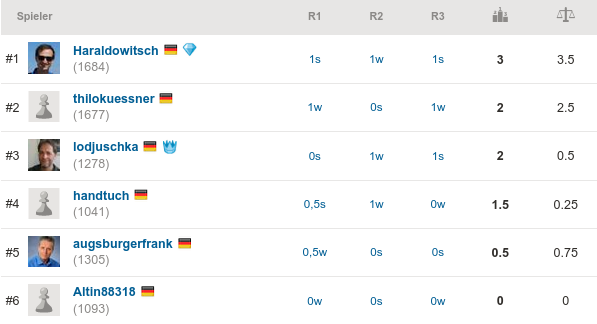 Spieler R1 R2 R3
#1 Haraldowitsch 1s 1w 1s 3 3.5
(1684)
#2 thilokuessner 1w 0s 1w 2 2.5
(1677)
#3 lodjuschka 0s 1w 1s 2 0.5
(1278)
#4 handtuch 0,5s 1w 0w 1.5 0.25
(1041)
#5 augsburgerfrank 0,5w 0s 0s 0.5 0.75
(1305)
#6 Altin88318 0w 0s 0w 0 0
(1093)